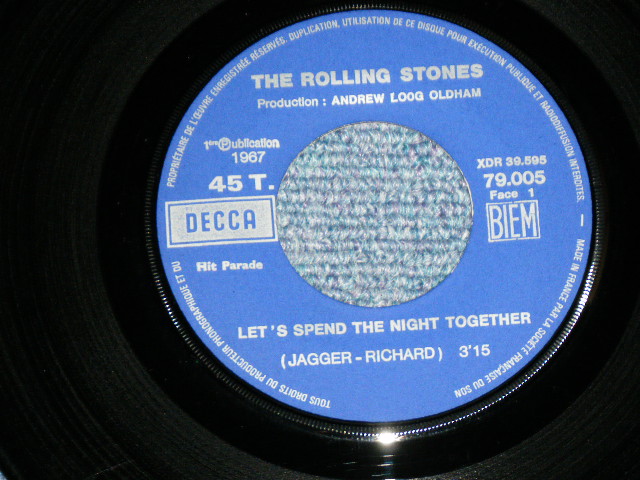 TOUS DROITS DU PRODUCTEUR PHONOGRAPHIQUE ET DU PROPRIÉTAIRE DE L'ŒUVRE ENREGISTRÉE RÉSERVÉS. DUPLICATION, UTILISATION DE CE DISQUE POUR EXÉCUTION PUBLIQUE ET RADIODIFFUSION INTERDITES. — MADE IN FRANCE PAR LA SOCIÉTÉ FRANÇAISE DU SON
THE ROLLING STONES
Production : ANDREW LOOG OLDHAM
1ère ℗ublication
1967
45 T.
DECCA
Hit Parade
XDR 39.595
79.005
Face 1
BIEM
LET'S SPEND THE NIGHT TOGETHER
(JAGGER - RICHARD) 3'15